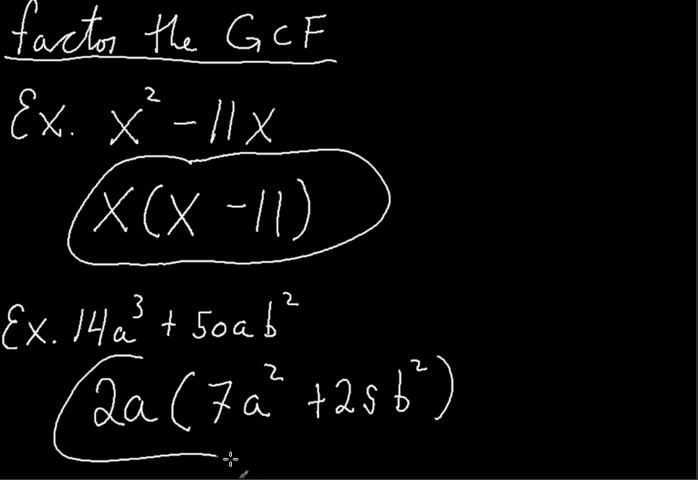 factor the GCF
Ex. x² - 11x
x(x - 11)
Ex. 14a³ + 50ab²
2a(7a² + 25b²)